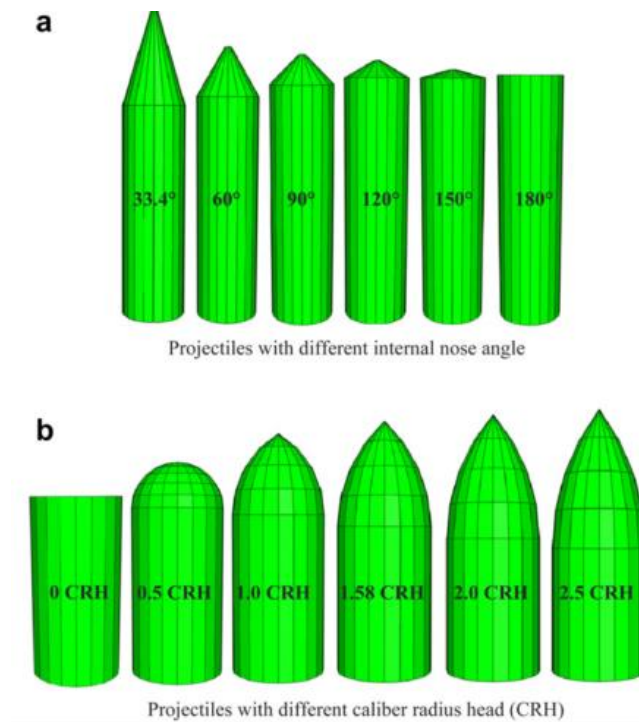 a
33.4°
60°
90°
120°
150°
180°
Projectiles with different internal nose angle
b
0 CRH
0.5 CRH
1.0 CRH
1.58 CRH
2.0 CRH
2.5 CRH
Projectiles with different caliber radius head (CRH)